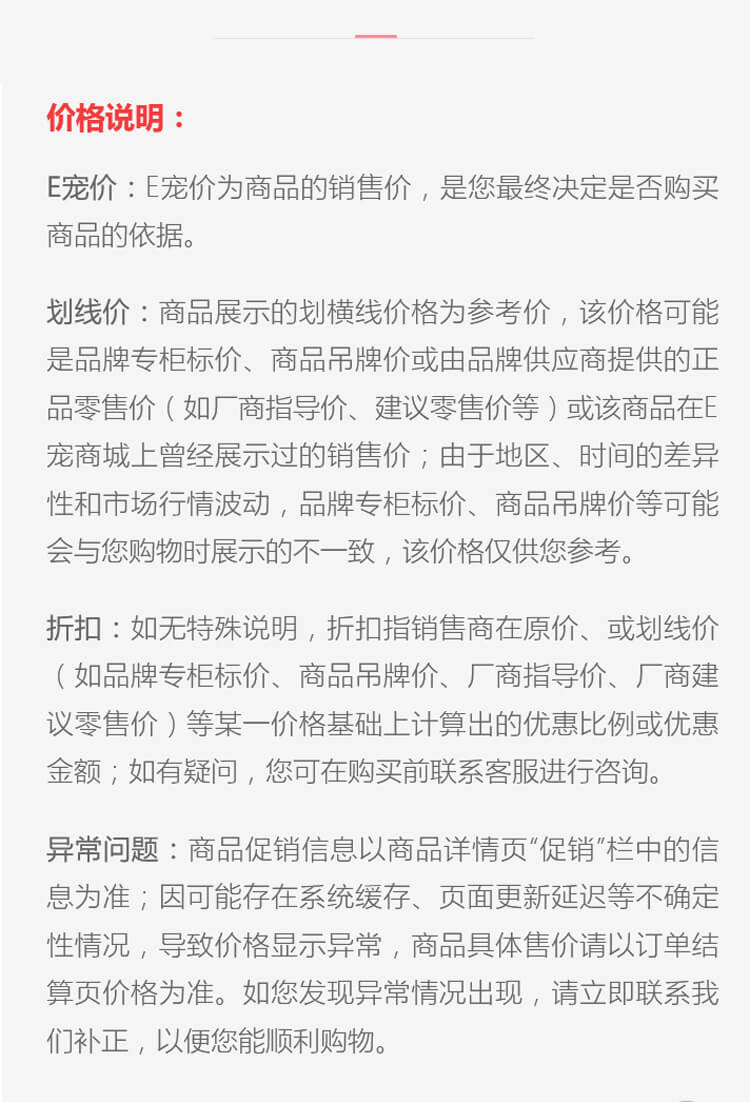 价格说明：
E宠价：E宠价为商品的销售价，是您最终决定是否购买
商品的依据。
划线价：商品展示的划横线价格为参考价，该价格可能
是品牌专柜标价、商品吊牌价或由品牌供应商提供的正
品零售价（如厂商指导价、建议零售价等）或该商品在E
宠商城上曾经展示过的销售价；由于地区、时间的差异
性和市场行情波动，品牌专柜标价、商品吊牌价等可能
会与您购物时展示的不一致，该价格仅供您参考。
折扣：如无特殊说明，折扣指销售商在原价、或划线价
（如品牌专柜标价、商品吊牌价、厂商指导价、厂商建
议零售价）等某一价格基础上计算出的优惠比例或优惠
金额；如有疑问，您可在购买前联系客服进行咨询。
异常问题：商品促销信息以商品详情页“促销”栏中的信
息为准；因可能存在系统缓存、页面更新延迟等不确定
性情况，导致价格显示异常，商品具体售价请以订单结
算页价格为准。如您发现异常情况出现，请立即联系我
们补正，以便您能顺利购物。